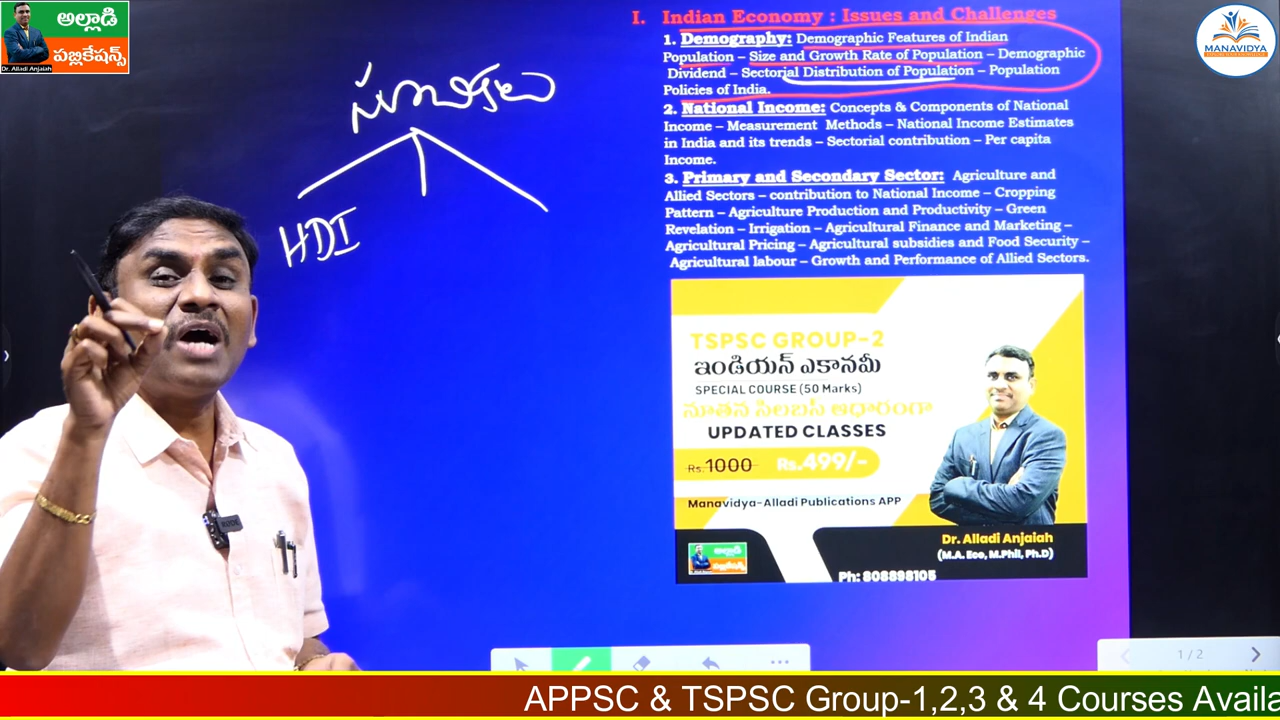 అల్లాడి
పబ్లికేషన్స్
Dr. Alladi Anjaiah
MANAVIDYA
సూచికలు
HDI
I. Indian Economy : Issues and Challenges
1. Demography: Demographic Features of Indian
Population – Size and Growth Rate of Population – Demographic
Dividend – Sectorial Distribution of Population – Population
Policies of India.
2. National Income: Concepts & Components of National
Income – Measurement Methods – National Income Estimates
in India and its trends – Sectorial contribution – Per capita
Income.
3. Primary and Secondary Sector: Agriculture and
Allied Sectors – contribution to National Income – Cropping
Pattern – Agriculture Production and Productivity – Green
Revelation – Irrigation – Agricultural Finance and Marketing –
Agricultural Pricing – Agricultural subsidies and Food Security –
Agricultural labour – Growth and Performance of Allied Sectors.
TSPSC GROUP-2
ఇండియన్ ఎకానమీ
SPECIAL COURSE (50 Marks)
నూతన సిలబస్ ఆధారంగా
UPDATED CLASSES
Rs.1000 Rs.499/-
Manavidya-Alladi Publications APP
అల్లాడి
Dr. Alladi Anjaiah
(M.A. Eco, M.Phil, Ph.D)
Ph: 808898105
RODE
1 / 2
APPSC & TSPSC Group-1,2,3 & 4 Courses Availa